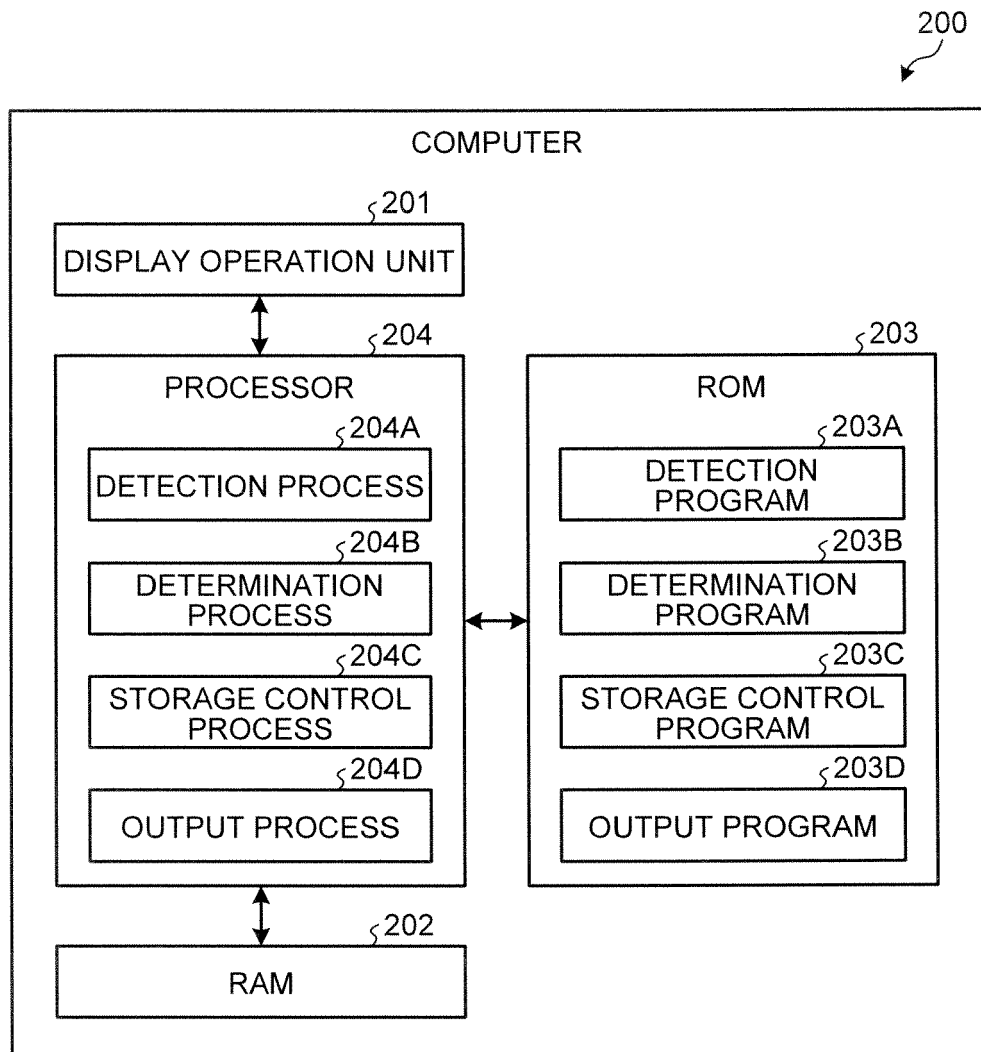 200
COMPUTER
201
DISPLAY OPERATION UNIT
204
PROCESSOR
204A
DETECTION PROCESS
204B
DETERMINATION
PROCESS
204C
STORAGE CONTROL
PROCESS
204D
OUTPUT PROCESS
203
ROM
203A
DETECTION
PROGRAM
203B
DETERMINATION
PROGRAM
203C
STORAGE CONTROL
PROGRAM
203D
OUTPUT PROGRAM
202
RAM